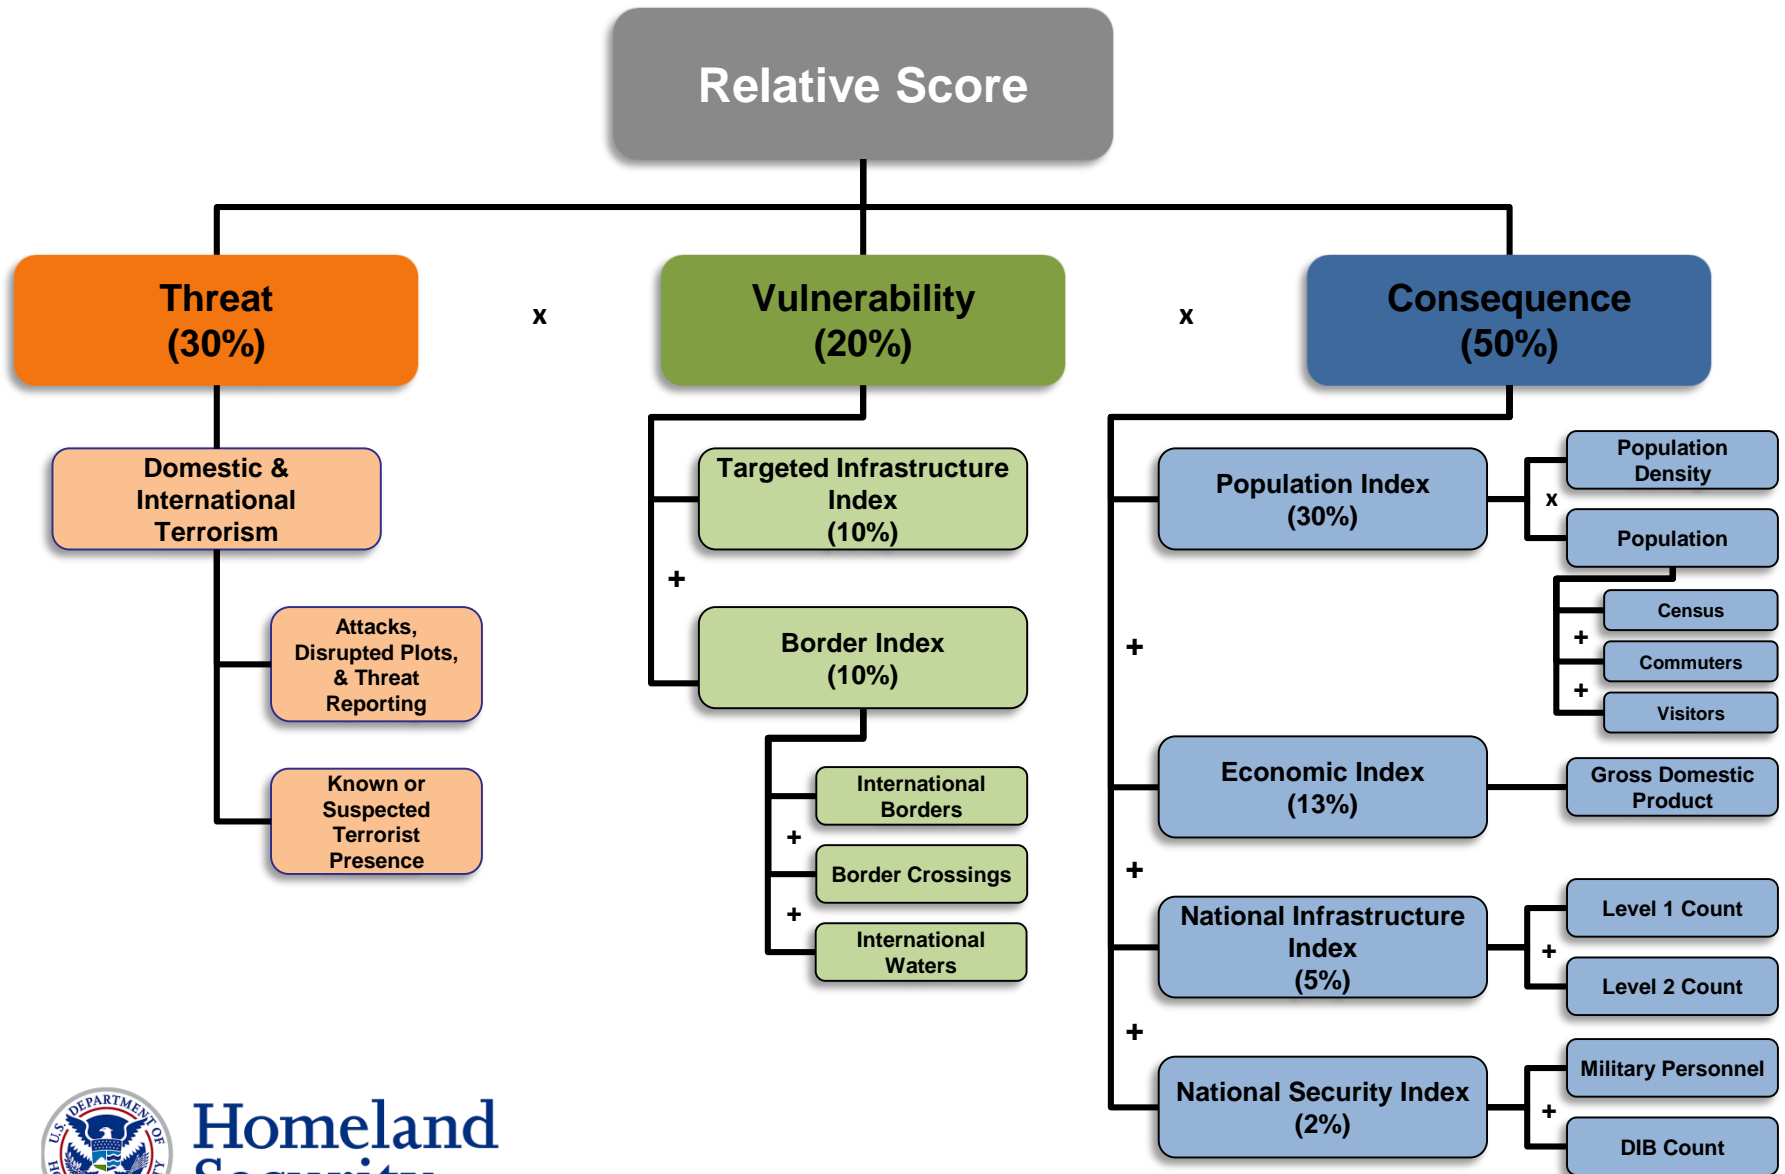 Relative Score
Threat
(30%)
x
Vulnerability
(20%)
x
Consequence
(50%)
Domestic &
International
Terrorism
Attacks,
Disrupted Plots,
& Threat
Reporting
Known or
Suspected
Terrorist
Presence
Targeted Infrastructure
Index
(10%)
+
Border Index
(10%)
International
Borders
+
Border Crossings
+
International
Waters
Population Index
(30%)
Population
Density
x
Population
Census
+
Commuters
+
Visitors
+
Economic Index
(13%)
Gross Domestic
Product
+
National Infrastructure
Index
(5%)
Level 1 Count
+
Level 2 Count
+
National Security Index
(2%)
Military Personnel
+
DIB Count
U.S. DEPARTMENT OF
Homeland
Security